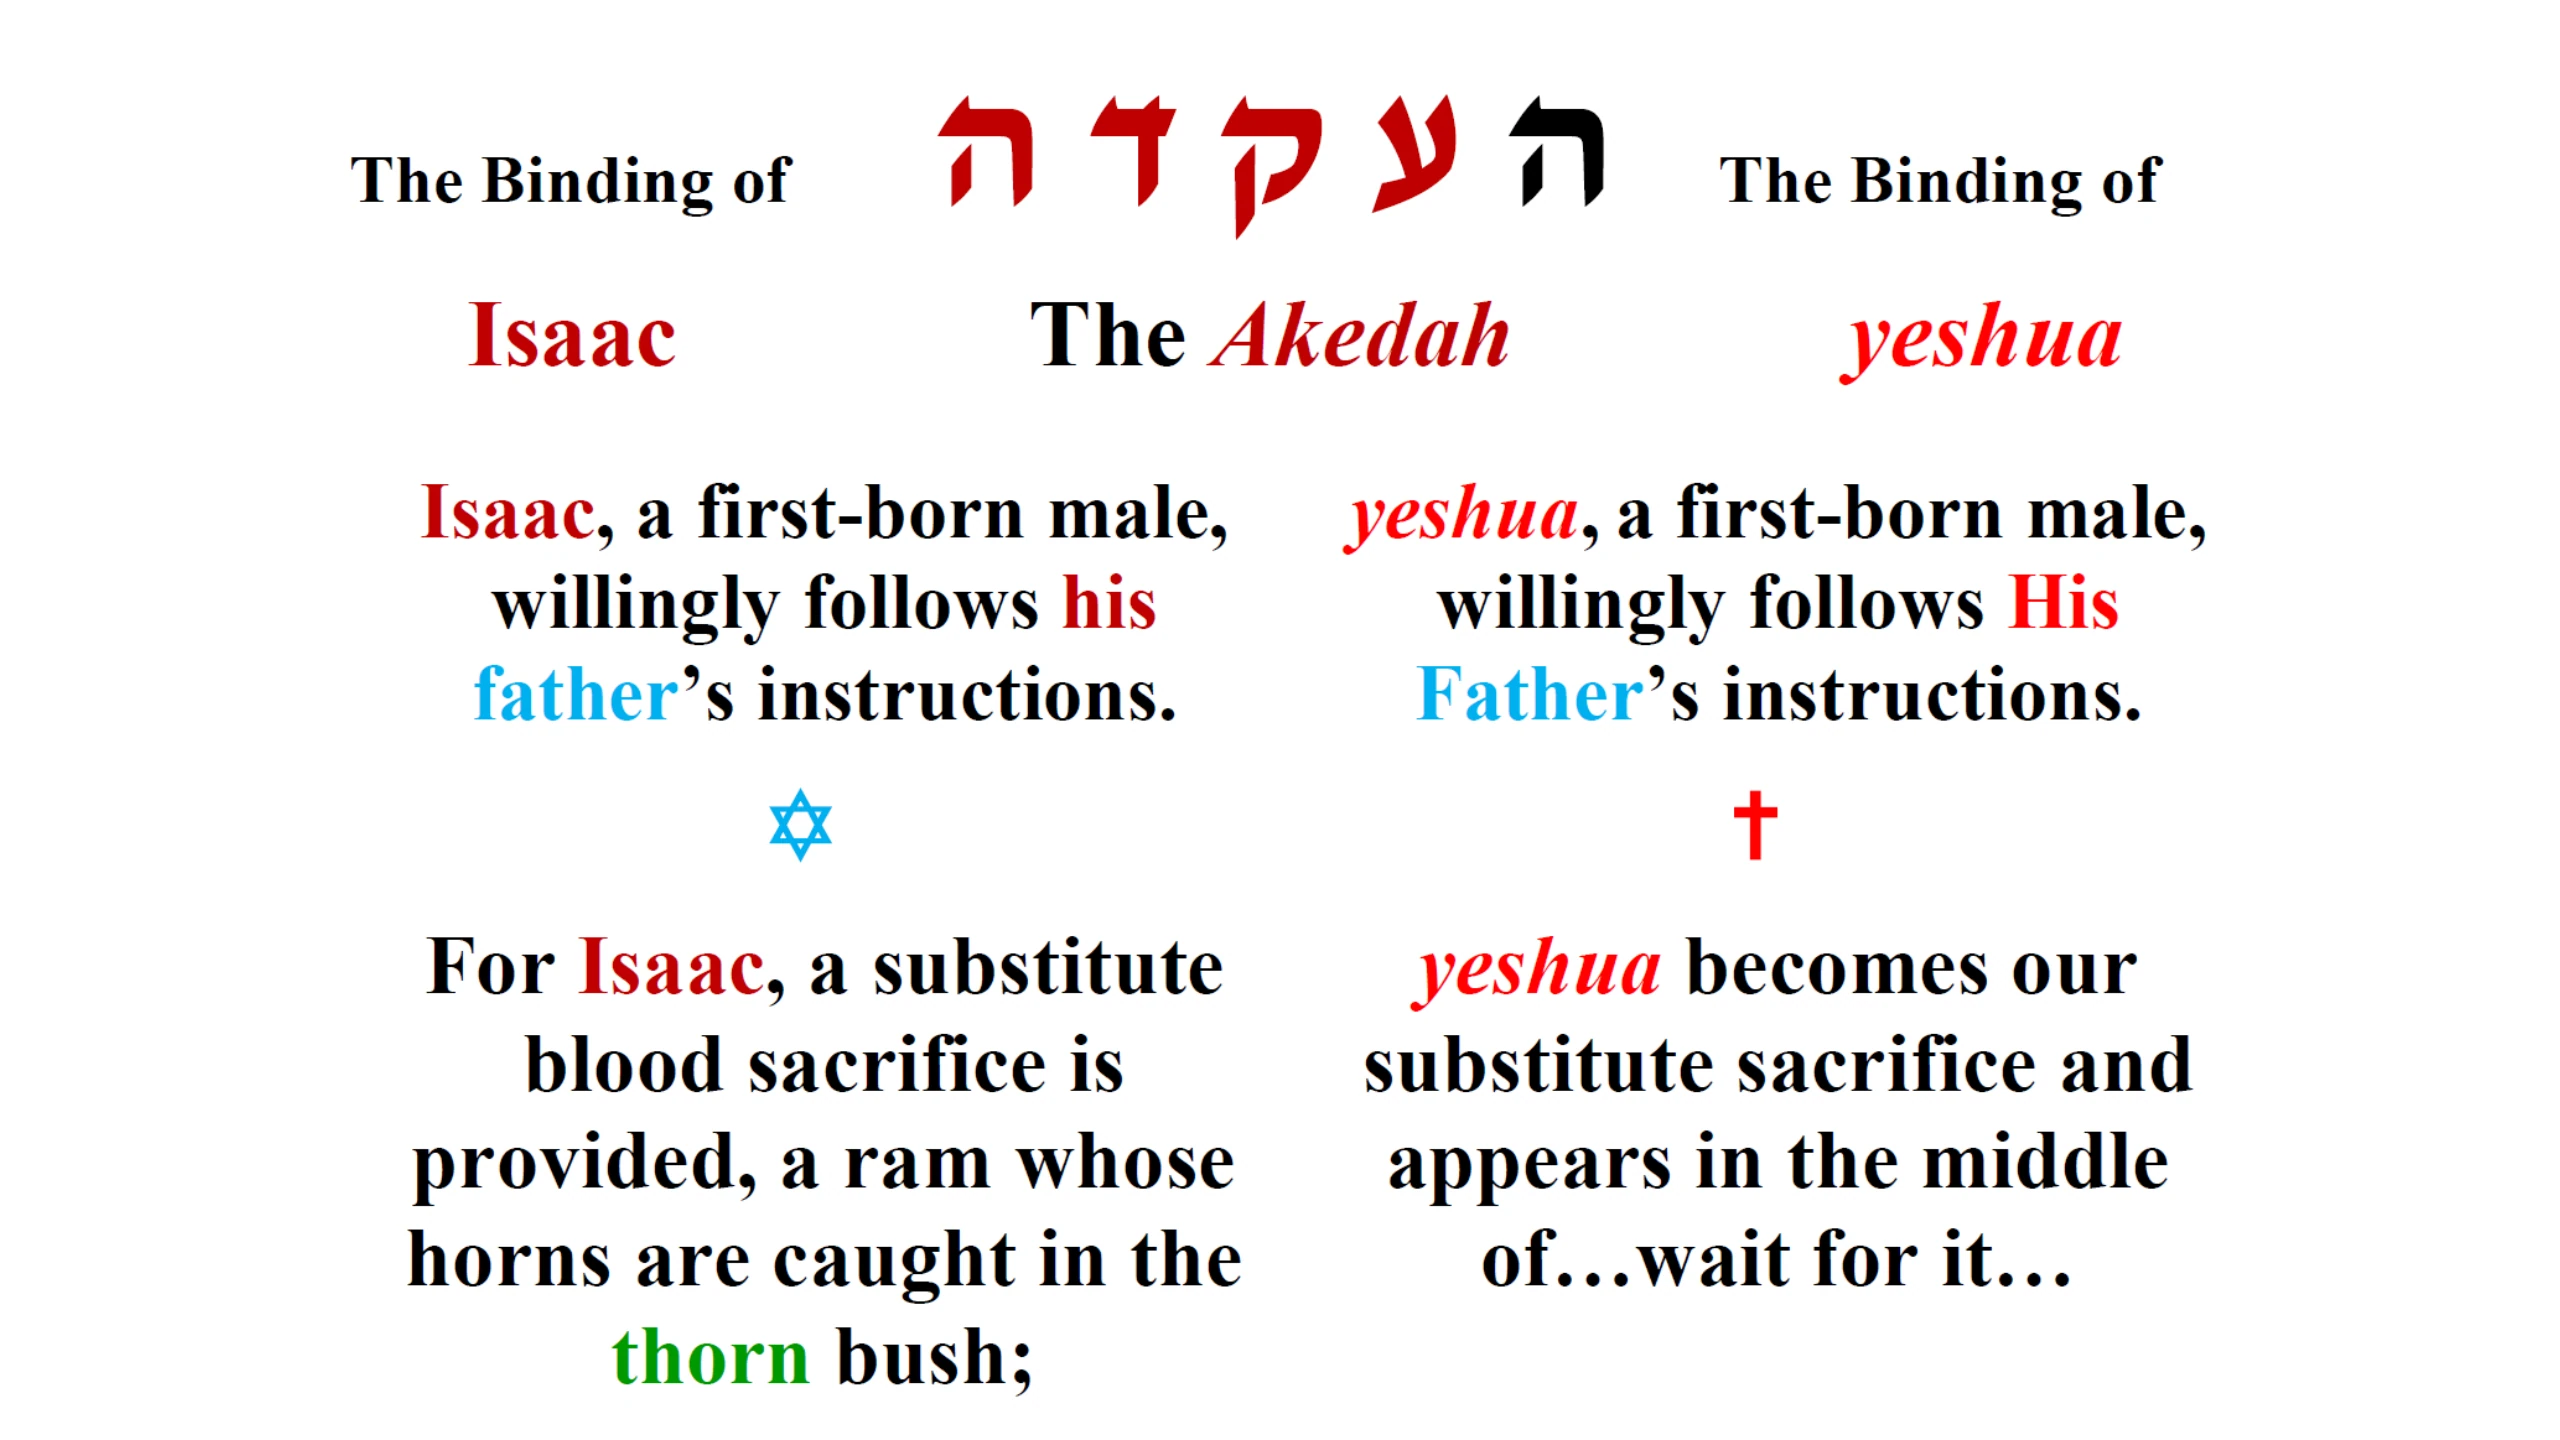 The Binding of
העקדה
The Binding of
Isaac
The Akedah
yeshua
Isaac, a first-born male,
willingly follows his
father’s instructions.
✡
For Isaac, a substitute
blood sacrifice is
provided, a ram whose
horns are caught in the
thorn bush;
yeshua, a first-born male,
willingly follows His
Father’s instructions.
✝
yeshua becomes our
substitute sacrifice and
appears in the middle
of…wait for it…